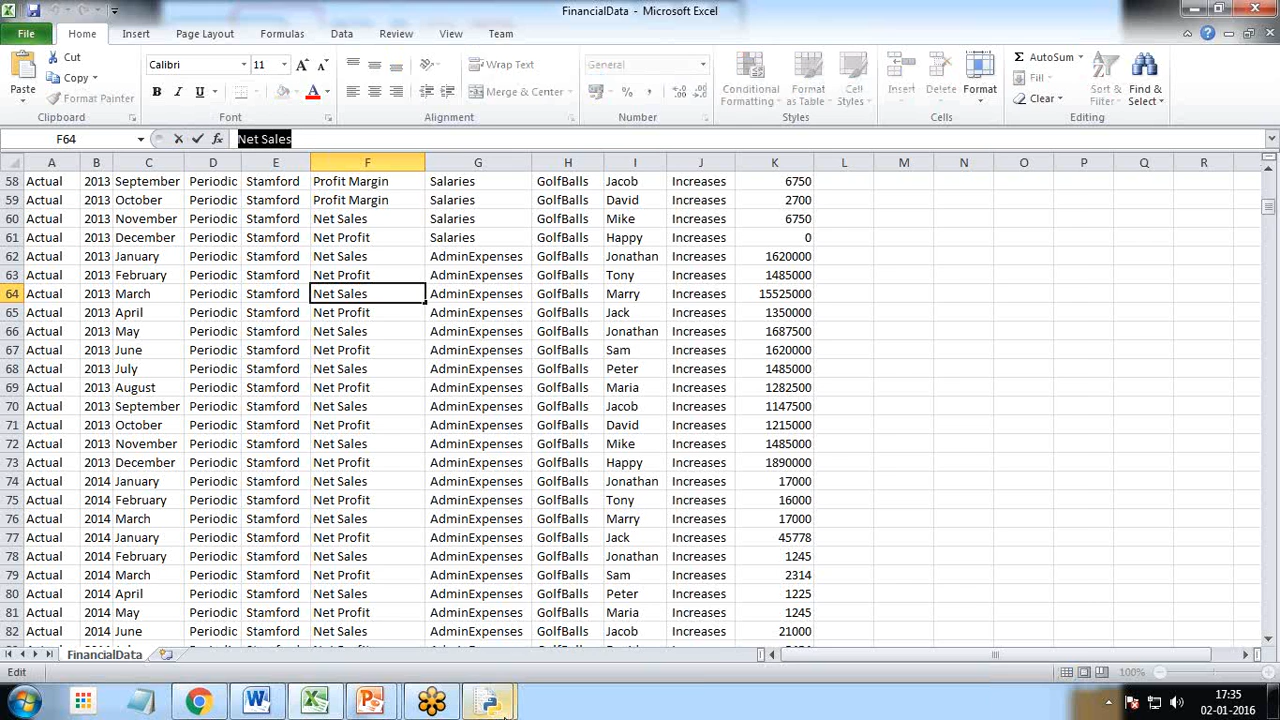 FinancialData - Microsoft Excel
File Home Insert Page Layout Formulas Data Review View Team
Paste Cut Copy Format Painter Clipboard
Calibri 11 A A B I U A Font
Wrap Text Merge & Center Alignment
General % , Number
Conditional Formatting Format as Table Cell Styles Styles
Insert Delete Format Cells
Σ AutoSum Fill Clear Sort & Filter Find & Select Editing
F64 fx Net Sales
A B C D E F G H I J K L M N O P Q R
58 Actual 2013 September Periodic Stamford Profit Margin Salaries GolfBalls Jacob Increases 6750
59 Actual 2013 October Periodic Stamford Profit Margin Salaries GolfBalls David Increases 2700
60 Actual 2013 November Periodic Stamford Net Sales Salaries GolfBalls Mike Increases 6750
61 Actual 2013 December Periodic Stamford Net Profit Salaries GolfBalls Happy Increases 0
62 Actual 2013 January Periodic Stamford Net Sales AdminExpenses GolfBalls Jonathan Increases 1620000
63 Actual 2013 February Periodic Stamford Net Profit AdminExpenses GolfBalls Tony Increases 1485000
64 Actual 2013 March Periodic Stamford Net Sales AdminExpenses GolfBalls Marry Increases 15525000
65 Actual 2013 April Periodic Stamford Net Profit AdminExpenses GolfBalls Jack Increases 1350000
66 Actual 2013 May Periodic Stamford Net Sales AdminExpenses GolfBalls Jonathan Increases 1687500
67 Actual 2013 June Periodic Stamford Net Profit AdminExpenses GolfBalls Sam Increases 1620000
68 Actual 2013 July Periodic Stamford Net Sales AdminExpenses GolfBalls Peter Increases 1485000
69 Actual 2013 August Periodic Stamford Net Profit AdminExpenses GolfBalls Maria Increases 1282500
70 Actual 2013 September Periodic Stamford Net Sales AdminExpenses GolfBalls Jacob Increases 1147500
71 Actual 2013 October Periodic Stamford Net Profit AdminExpenses GolfBalls David Increases 1215000
72 Actual 2013 November Periodic Stamford Net Sales AdminExpenses GolfBalls Mike Increases 1485000
73 Actual 2013 December Periodic Stamford Net Profit AdminExpenses GolfBalls Happy Increases 1890000
74 Actual 2014 January Periodic Stamford Net Sales AdminExpenses GolfBalls Jonathan Increases 17000
75 Actual 2014 February Periodic Stamford Net Profit AdminExpenses GolfBalls Tony Increases 16000
76 Actual 2014 March Periodic Stamford Net Sales AdminExpenses GolfBalls Marry Increases 17000
77 Actual 2014 January Periodic Stamford Net Profit AdminExpenses GolfBalls Jack Increases 45778
78 Actual 2014 February Periodic Stamford Net Sales AdminExpenses GolfBalls Jonathan Increases 1245
79 Actual 2014 March Periodic Stamford Net Profit AdminExpenses GolfBalls Sam Increases 2314
80 Actual 2014 April Periodic Stamford Net Sales AdminExpenses GolfBalls Peter Increases 1225
81 Actual 2014 May Periodic Stamford Net Profit AdminExpenses GolfBalls Maria Increases 1245
82 Actual 2014 June Periodic Stamford Net Sales AdminExpenses GolfBalls Jacob Increases 21000
FinancialData
Edit 100%
17:35
02-01-2016